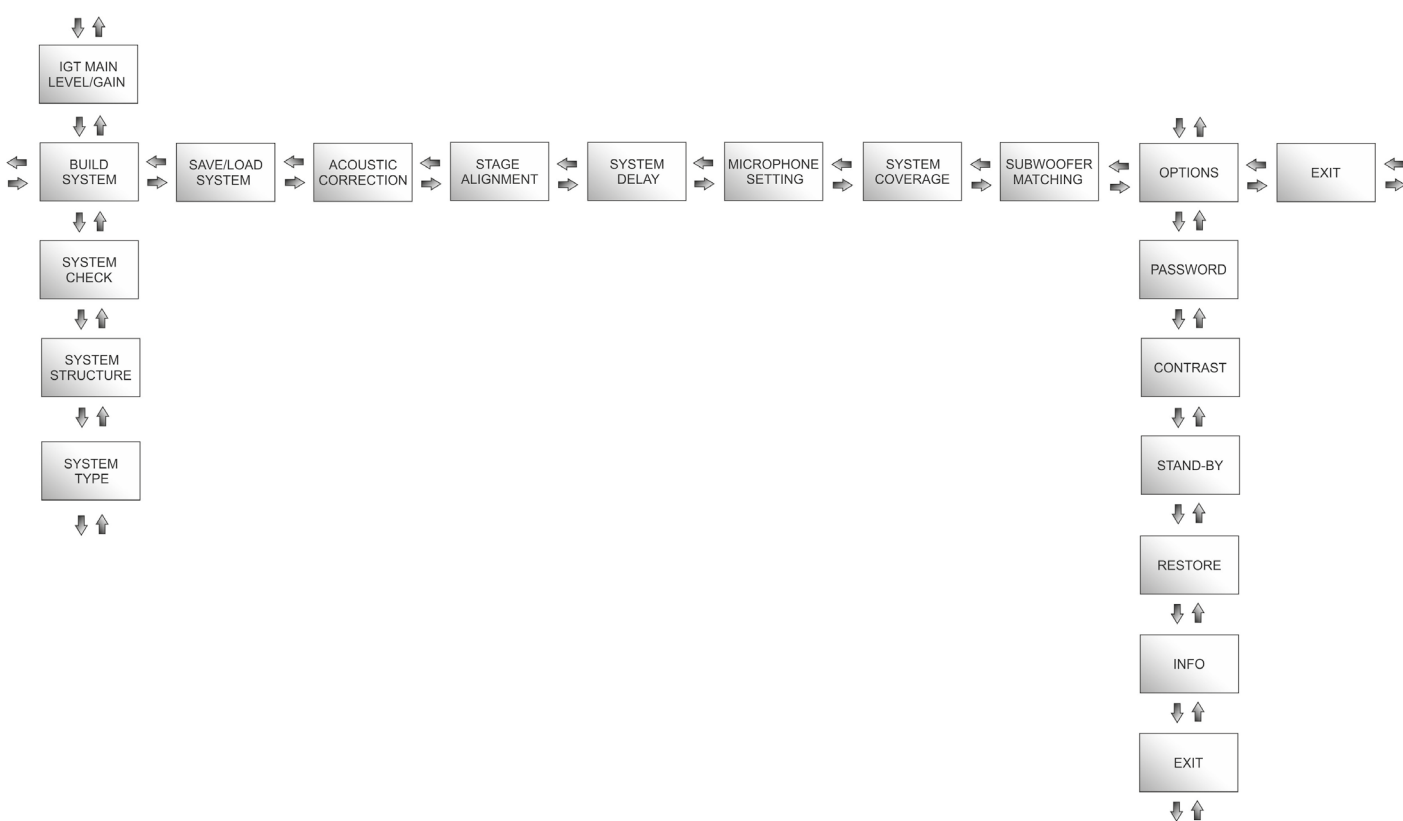 IGT MAIN
LEVEL/GAIN
BUILD
SYSTEM
SAVE/LOAD
SYSTEM
ACOUSTIC
CORRECTION
STAGE
ALIGNMENT
SYSTEM
DELAY
MICROPHONE
SETTING
SYSTEM
COVERAGE
SUBWOOFER
MATCHING
OPTIONS
EXIT
SYSTEM
CHECK
SYSTEM
STRUCTURE
SYSTEM
TYPE
PASSWORD
CONTRAST
STAND-BY
RESTORE
INFO
EXIT